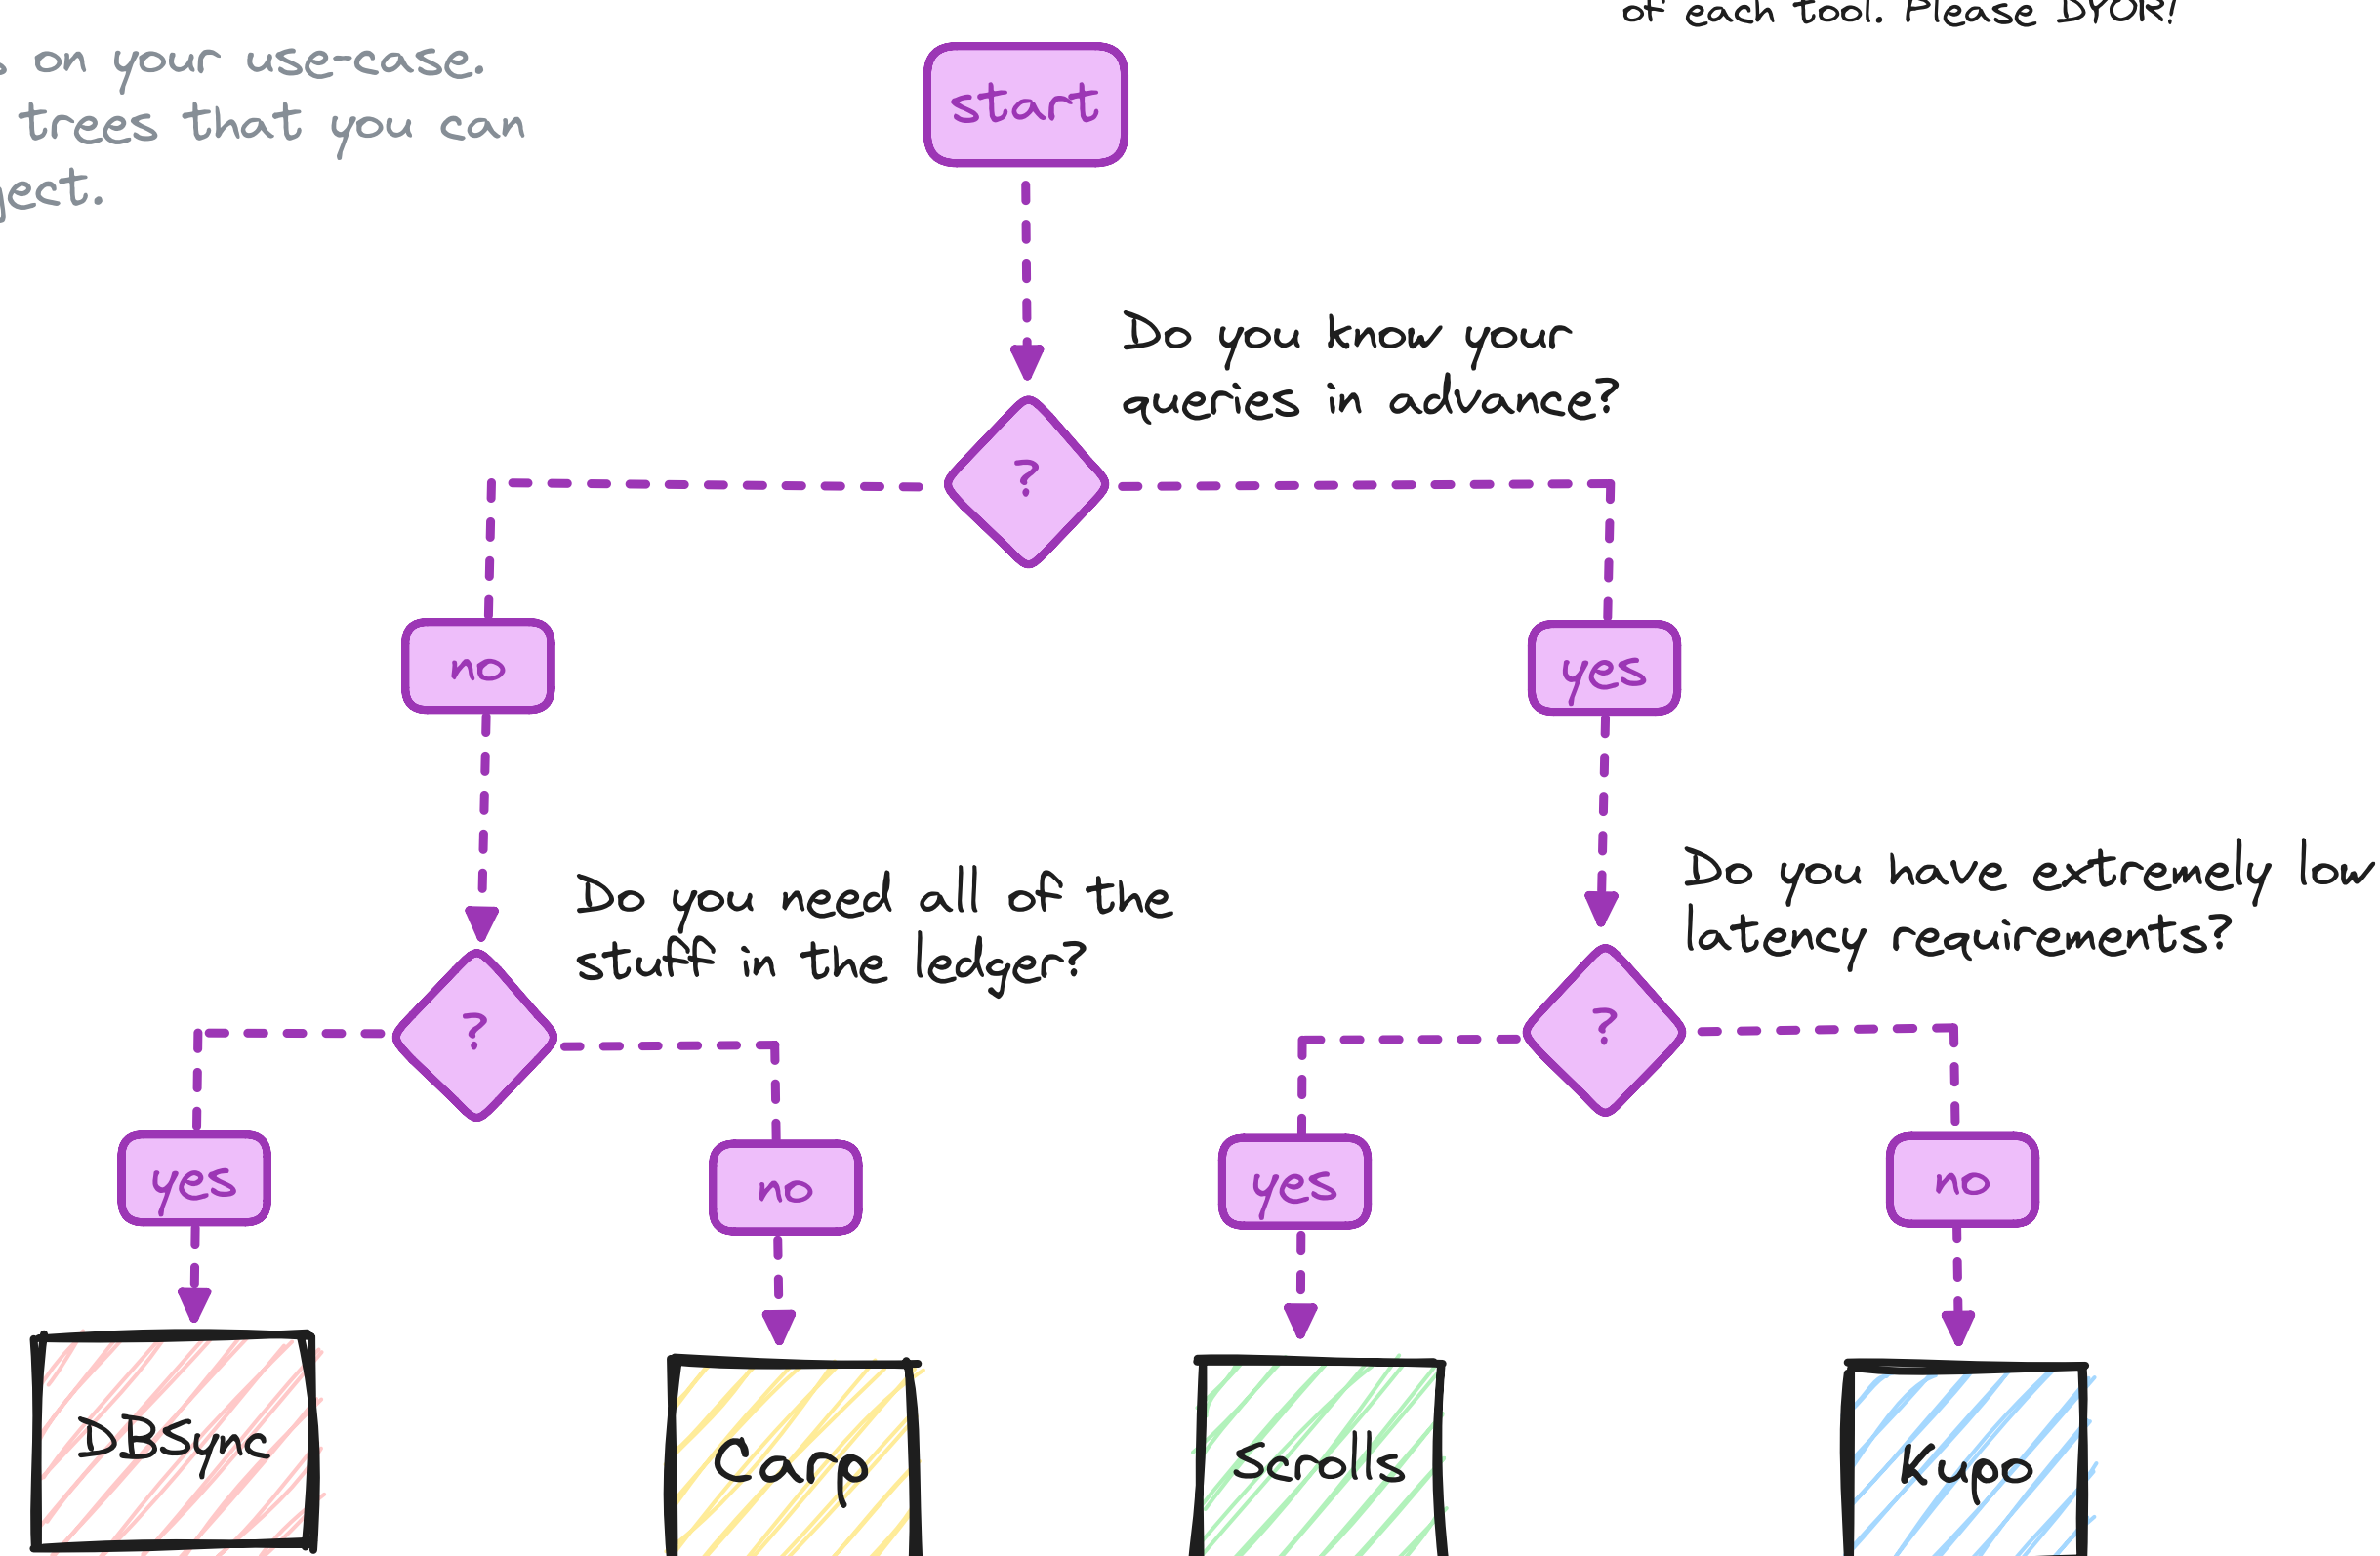 of each tool. Please DYOR!
on your use-case.
trees that you can
ject.
start
Do you know your
queries in advance?
?
no
yes
Do you need all of the
stuff in the ledger?
Do you have extremely low
latency requirements?
?
?
yes
no
yes
no
DBSync
Carp
Scrolls
Kupo